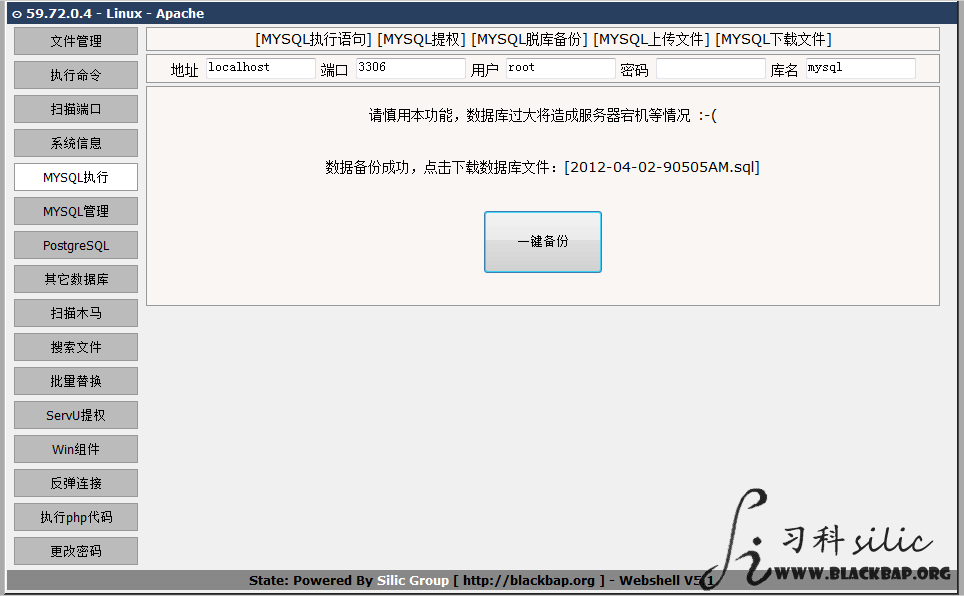 59.72.0.4 - Linux - Apache
文件管理
执行命令
扫描端口
系统信息
MYSQL执行
MYSQL管理
PostgreSQL
其它数据库
扫描木马
搜索文件
批量替换
ServU提权
Win组件
反弹连接
执行php代码
更改密码
[MYSQL执行语句] [MYSQL提权] [MYSQL脱库备份] [MYSQL上传文件] [MYSQL下载文件]
地址 localhost 端口 3306 用户 root 密码 库名 mysql
请慎用本功能，数据库过大将造成服务器宕机等情况 :-(
数据备份成功，点击下载数据库文件：[2012-04-02-90505AM.sql]
一键备份
习科 silic
WWW.BLACKBAP.ORG
State: Powered By Silic Group [ http://blackbap.org ] - Webshell V5.1